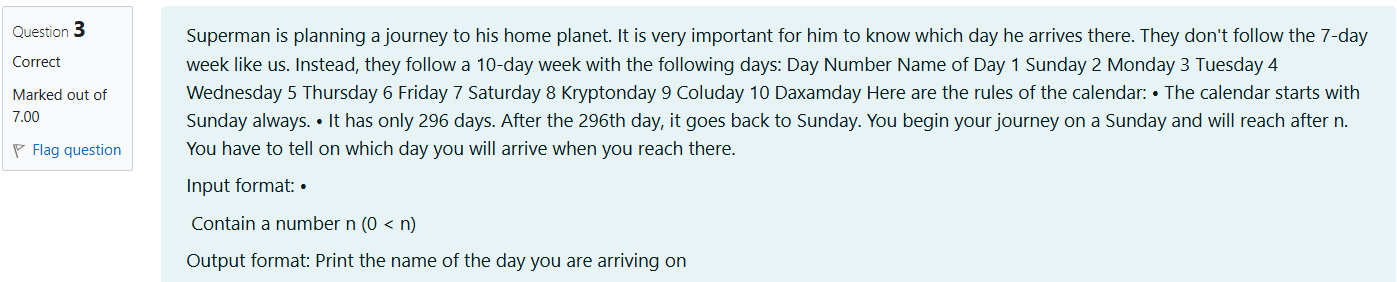 Question 3
Correct
Marked out of
7.00
Flag question
Superman is planning a journey to his home planet. It is very important for him to know which day he arrives there. They don't follow the 7-day
week like us. Instead, they follow a 10-day week with the following days: Day Number Name of Day 1 Sunday 2 Monday 3 Tuesday 4
Wednesday 5 Thursday 6 Friday 7 Saturday 8 Kryptonday 9 Coluday 10 Daxamday Here are the rules of the calendar: • The calendar starts with
Sunday always. • It has only 296 days. After the 296th day, it goes back to Sunday. You begin your journey on a Sunday and will reach after n.
You have to tell on which day you will arrive when you reach there.
Input format: •
Contain a number n (0 < n)
Output format: Print the name of the day you are arriving on